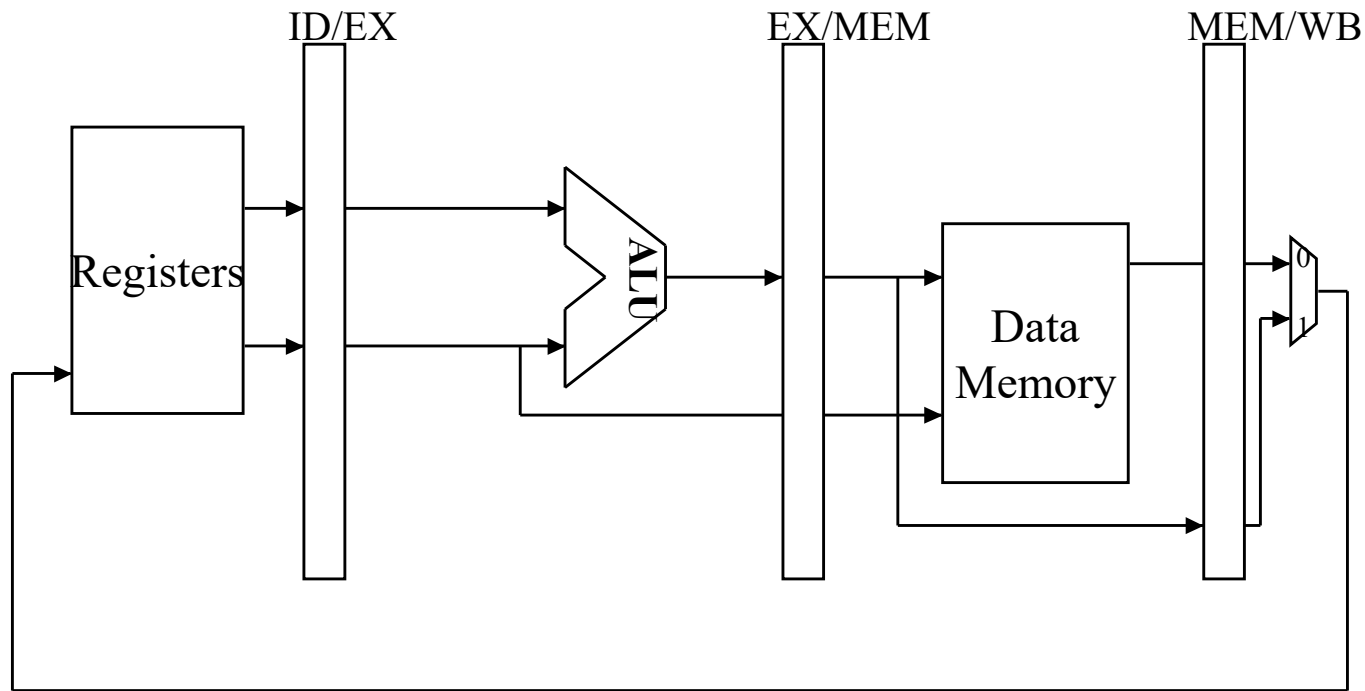 ID/EX
EX/MEM
MEM/WB
Registers
ALU
Data
Memory
0
1